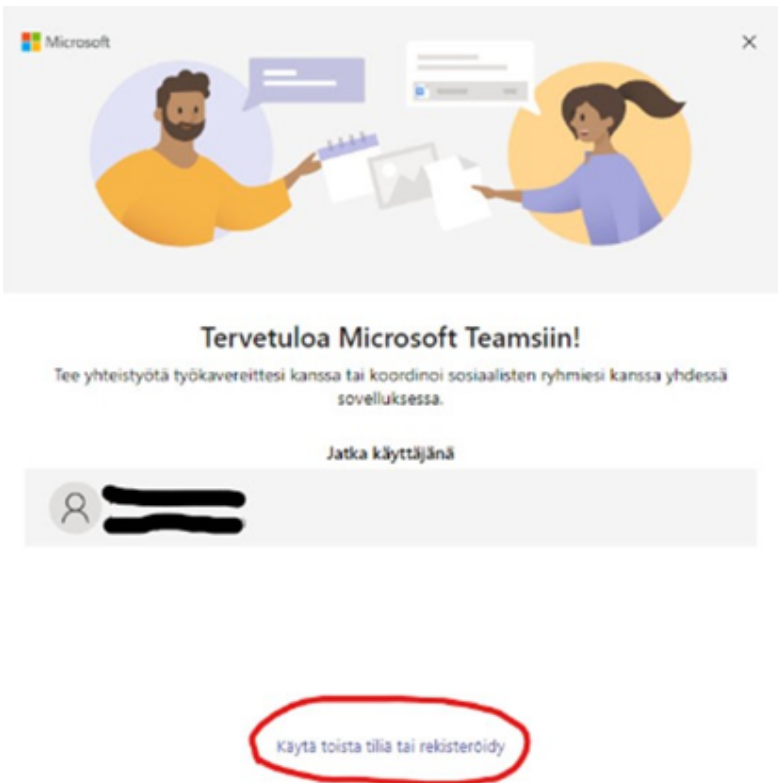 Microsoft
Tervetuloa Microsoft Teamsiin!
Tee yhteistyötä työkavereittesi kanssa tai koordinoi sosiaalisten ryhmiesi kanssa yhdessä
sovelluksessa.
Jatka käyttäjänä
Käytä toista tiliä tai rekisteröidy